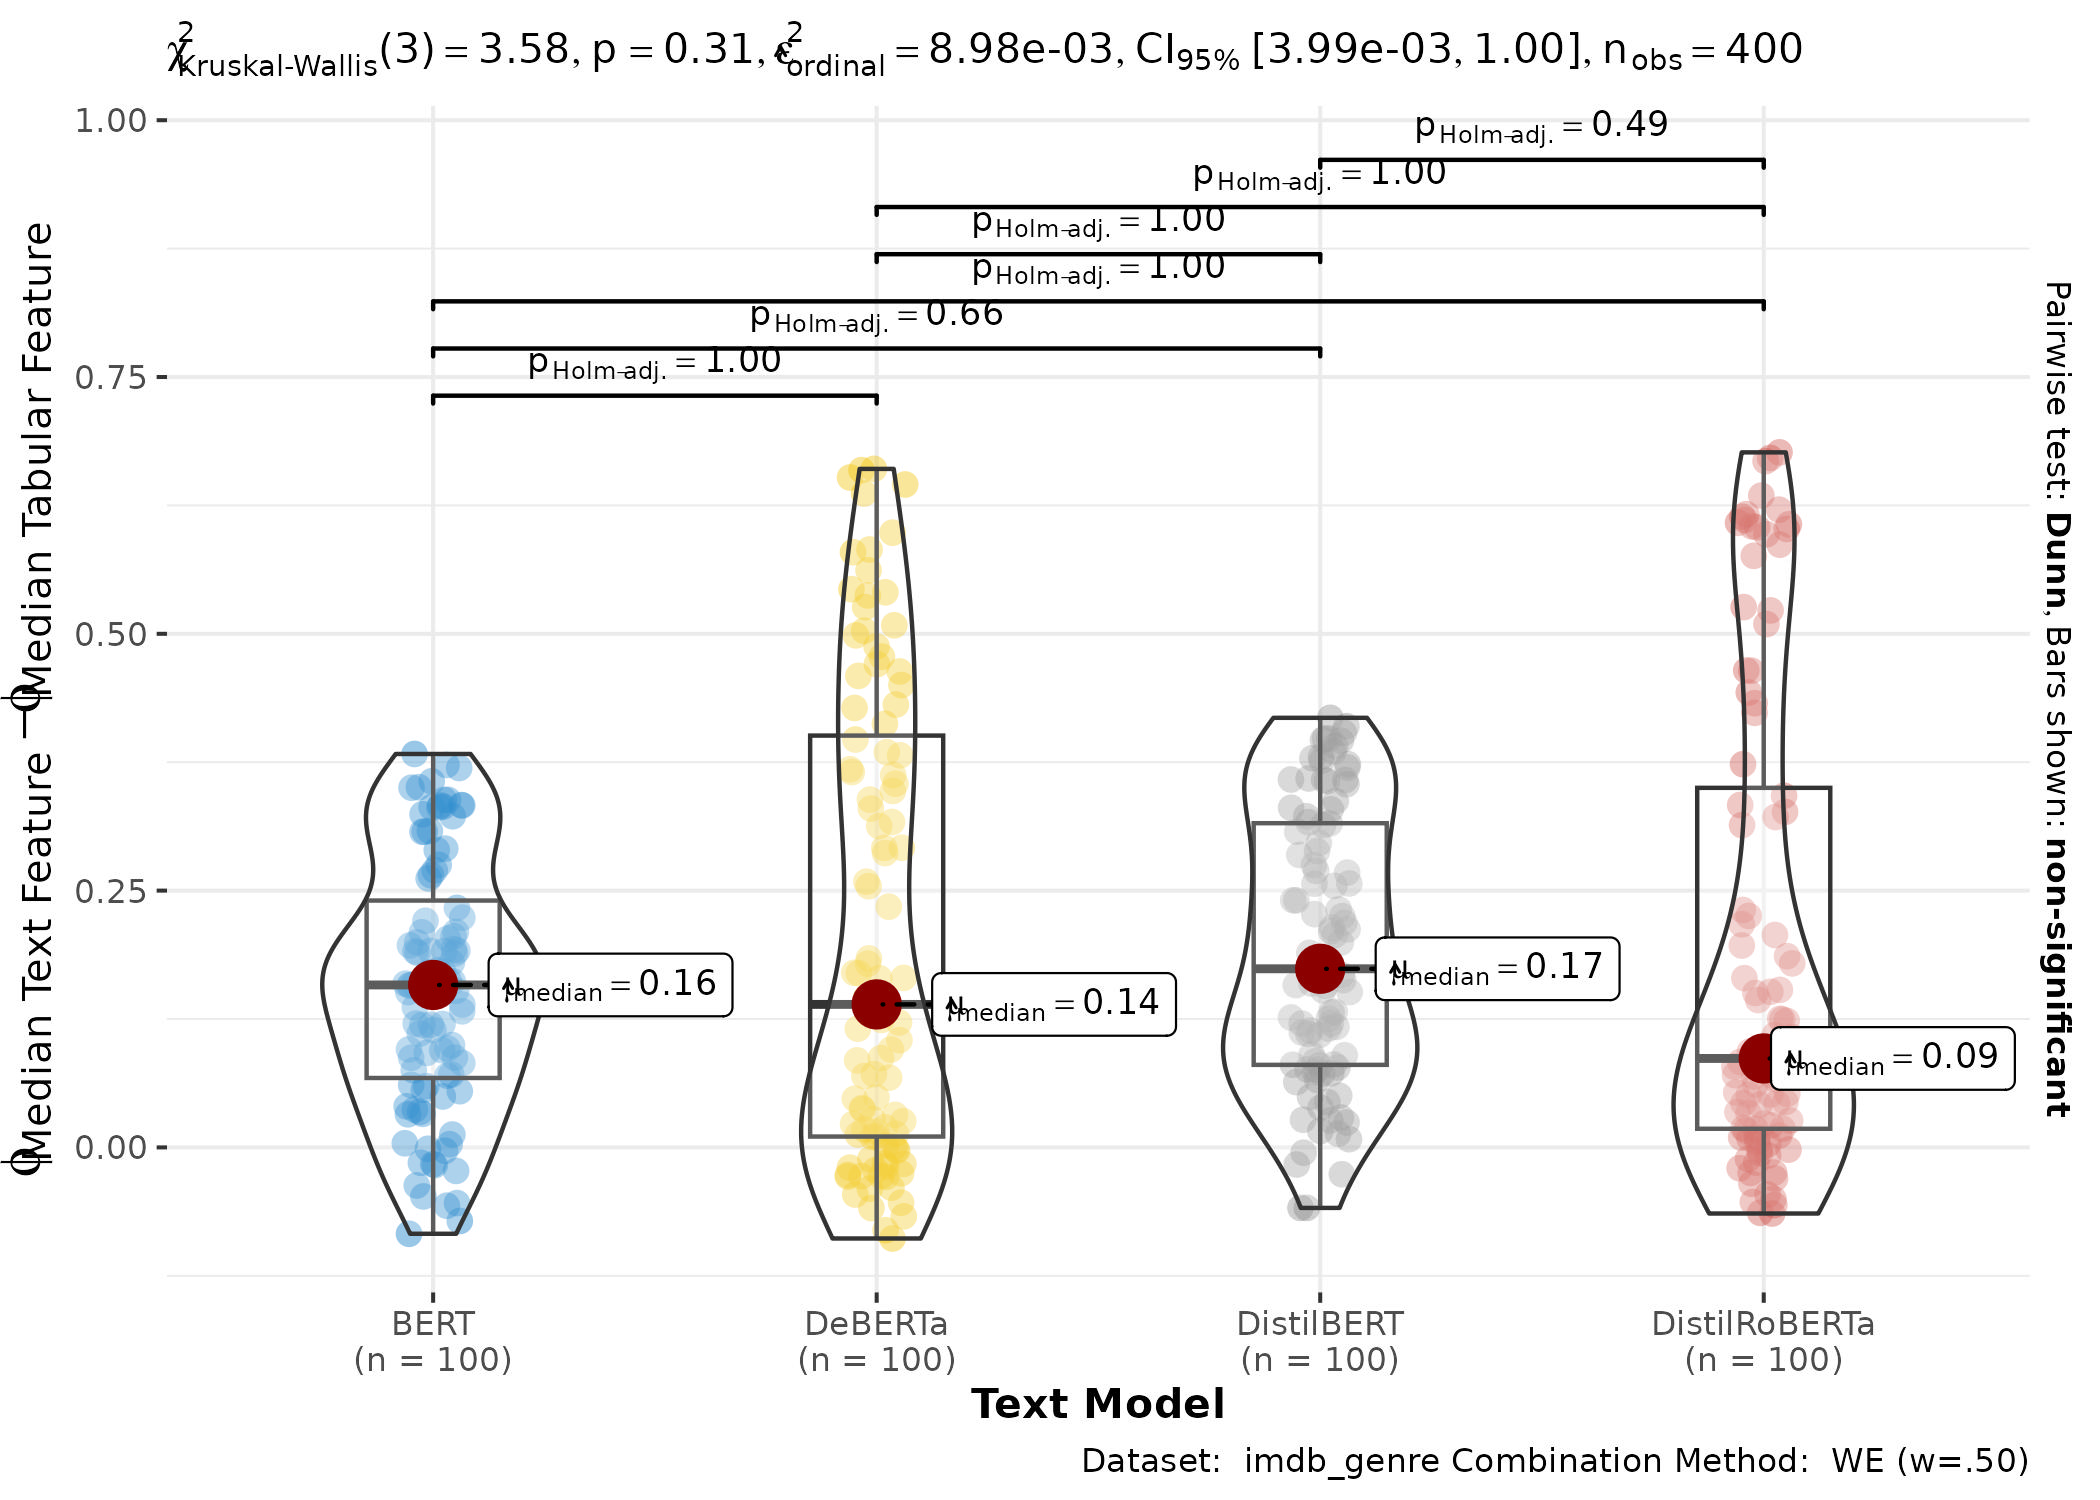 χ²Kruskal-Wallis(3) = 3.58, p = 0.31, ε̂²ordinal = 8.98e-03, CI95% [3.99e-03, 1.00], nobs = 400
ϕMedian Text Feature − ϕMedian Tabular Feature
1.00
0.75
0.50
0.25
0.00
pHolm-adj. = 0.49
pHolm-adj. = 1.00
pHolm-adj. = 1.00
pHolm-adj. = 1.00
pHolm-adj. = 0.66
pHolm-adj. = 1.00
μ̂median = 0.16
μ̂median = 0.14
μ̂median = 0.17
μ̂median = 0.09
Pairwise test: Dunn, Bars shown: non-significant
BERT
(n = 100)
DeBERTa
(n = 100)
DistilBERT
(n = 100)
DistilRoBERTa
(n = 100)
Text Model
Dataset:  imdb_genre Combination Method:  WE (w=.50)